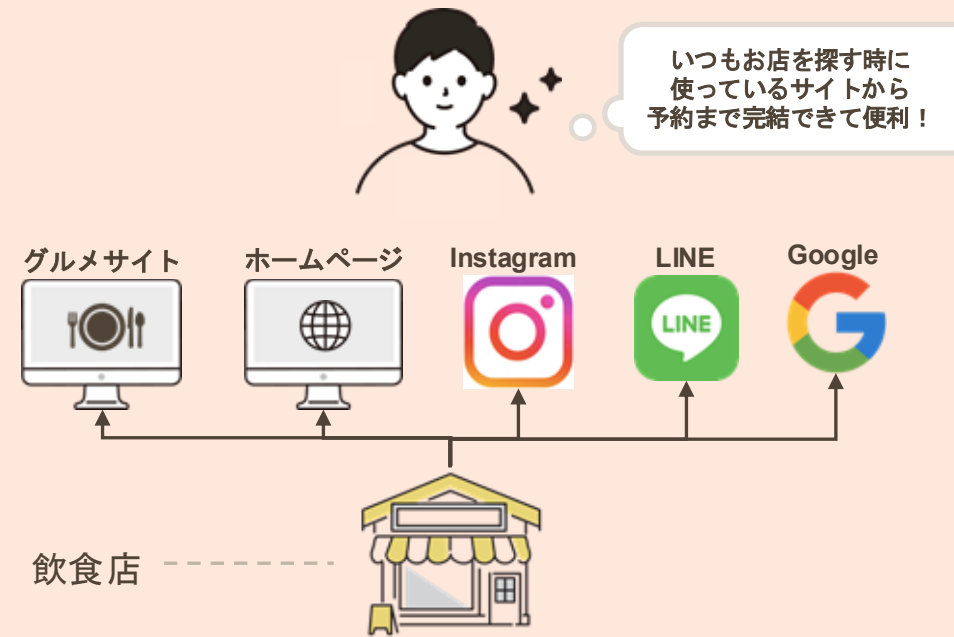 いつもお店を探す時に
使っているサイトから
予約まで完結できて便利！
グルメサイト
ホームページ
Instagram
LINE
Google
LINE
飲食店